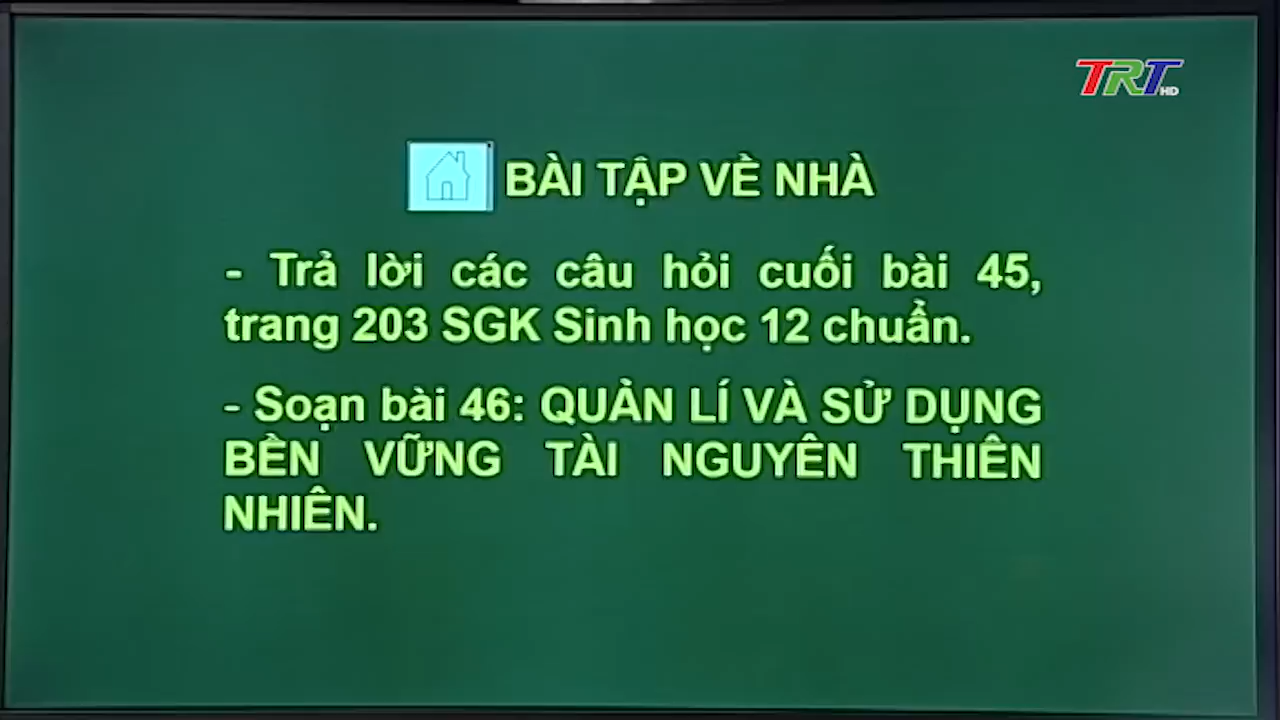 TRT HD
BÀI TẬP VỀ NHÀ
- Trả lời các câu hỏi cuối bài 45,
trang 203 SGK Sinh học 12 chuẩn.
- Soạn bài 46: QUẢN LÍ VÀ SỬ DỤNG
BỀN VỮNG TÀI NGUYÊN THIÊN
NHIÊN.